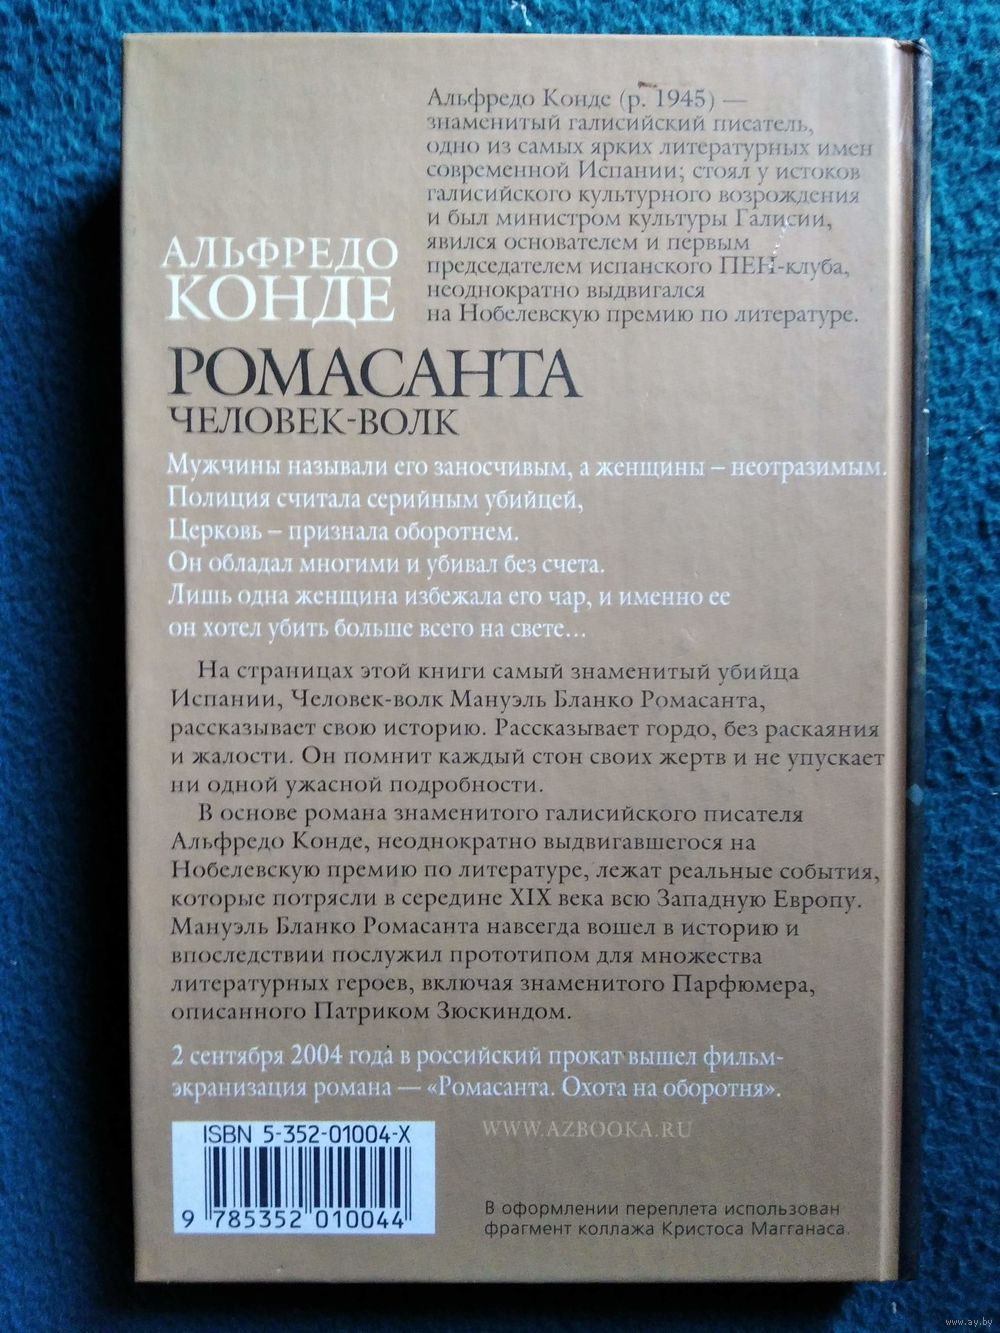 Альфредо Конде (р. 1945) —
знаменитый галисийский писатель,
одно из самых ярких литературных имен
современной Испании; стоял у истоков
галисийского культурного возрождения
и был министром культуры Галисии,
явился основателем и первым
председателем испанского ПЕН-клуба,
неоднократно выдвигался
на Нобелевскую премию по литературе.
АЛЬФРЕДО
КОНДЕ
РОМАСАНТА
ЧЕЛОВЕК-ВОЛК
Мужчины называли его заносчивым, а женщины – неотразимым.
Полиция считала серийным убийцей,
Церковь – признала оборотнем.
Он обладал многими и убивал без счета.
Лишь одна женщина избежала его чар, и именно ее
он хотел убить больше всего на свете...
На страницах этой книги самый знаменитый убийца
Испании, Человек-волк Мануэль Бланко Ромасанта,
рассказывает свою историю. Рассказывает гордо, без раскаяния
и жалости. Он помнит каждый стон своих жертв и не упускает
ни одной ужасной подробности.
В основе романа знаменитого галисийского писателя
Альфредо Конде, неоднократно выдвигавшегося на
Нобелевскую премию по литературе, лежат реальные события,
которые потрясли в середине XIX века всю Западную Европу.
Мануэль Бланко Ромасанта навсегда вошел в историю и
впоследствии послужил прототипом для множества
литературных героев, включая знаменитого Парфюмера,
описанного Патриком Зюскиндом.
2 сентября 2004 года в российский прокат вышел фильм-
экранизация романа — «Ромасанта. Охота на оборотня».
ISBN 5-352-01004-X
9 785352 010044
WWW.AZBOOKA.RU
В оформлении переплета использован
фрагмент коллажа Кристоса Магганаса.
www.ay.by